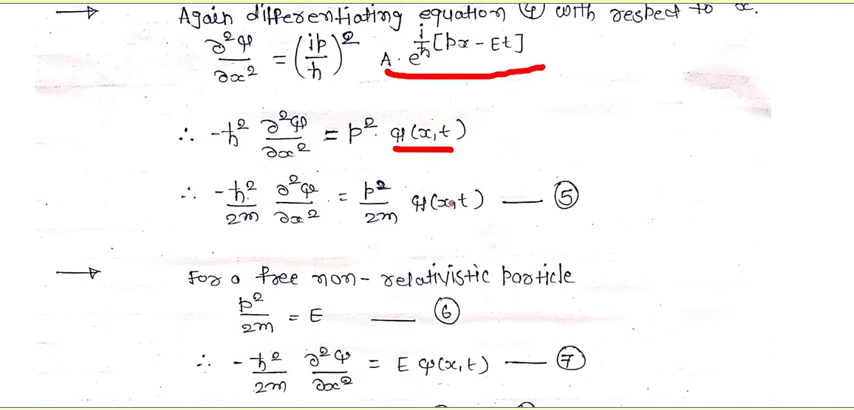 → Again differentiating equation ④ with respect to x.
∂²ψ/∂x² = (ip/ħ)² A · e^{i/ħ [px − Et]}
∴ −ħ² ∂²ψ/∂x² = p² · ψ(x,t)
∴ −ħ²/2m ∂²ψ/∂x² = p²/2m ψ(x,t) — ⑤
→ For a free non-relativistic particle
p²/2m = E — ⑥
∴ −ħ²/2m ∂²ψ/∂x² = E ψ(x,t) — ⑦